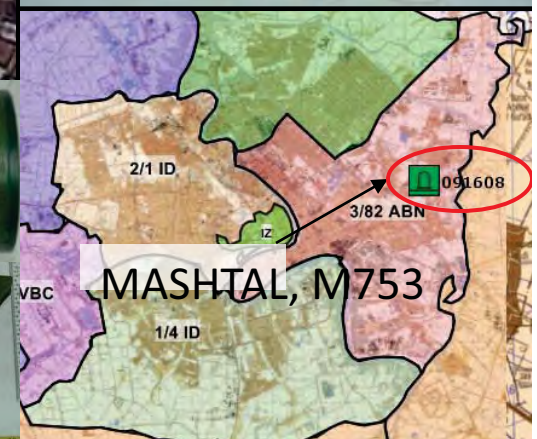 2/1 ID
091608
3/82 ABN
IZ
MASHTAL, M753
VBC
1/4 ID